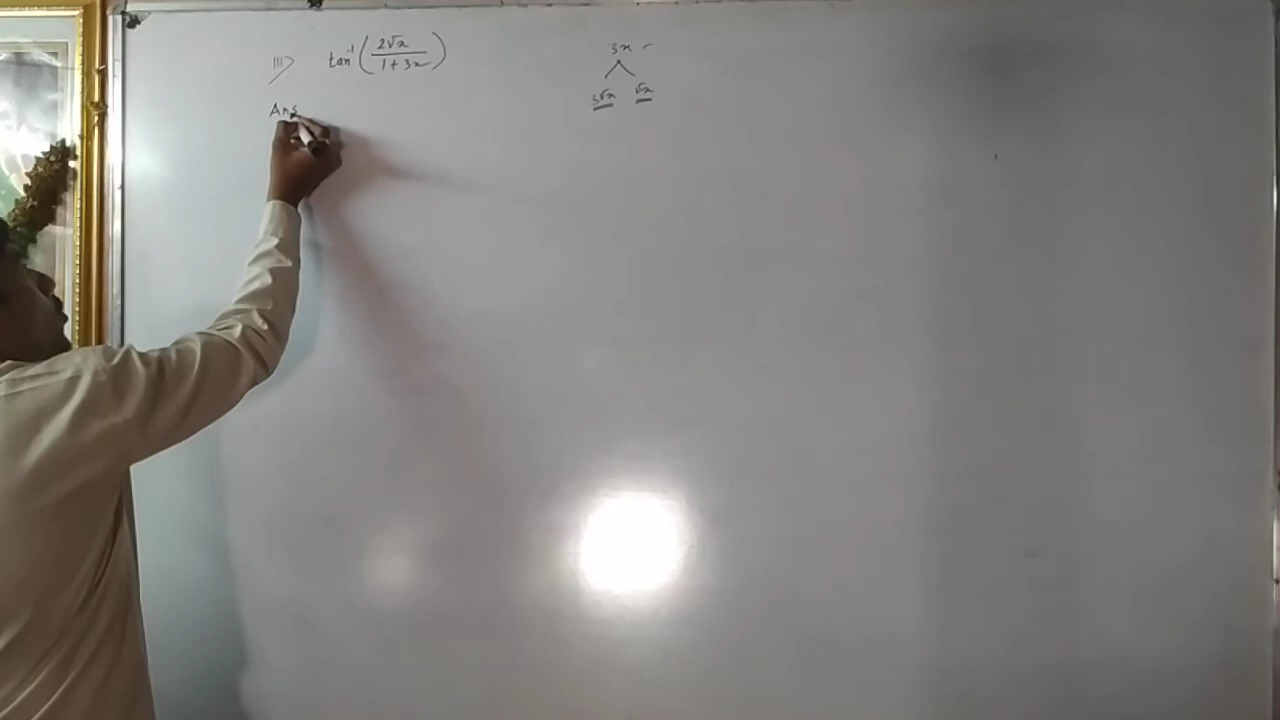 III> tan⁻¹(2√x / 1 + 3x)
3x
3√x √x
Ans